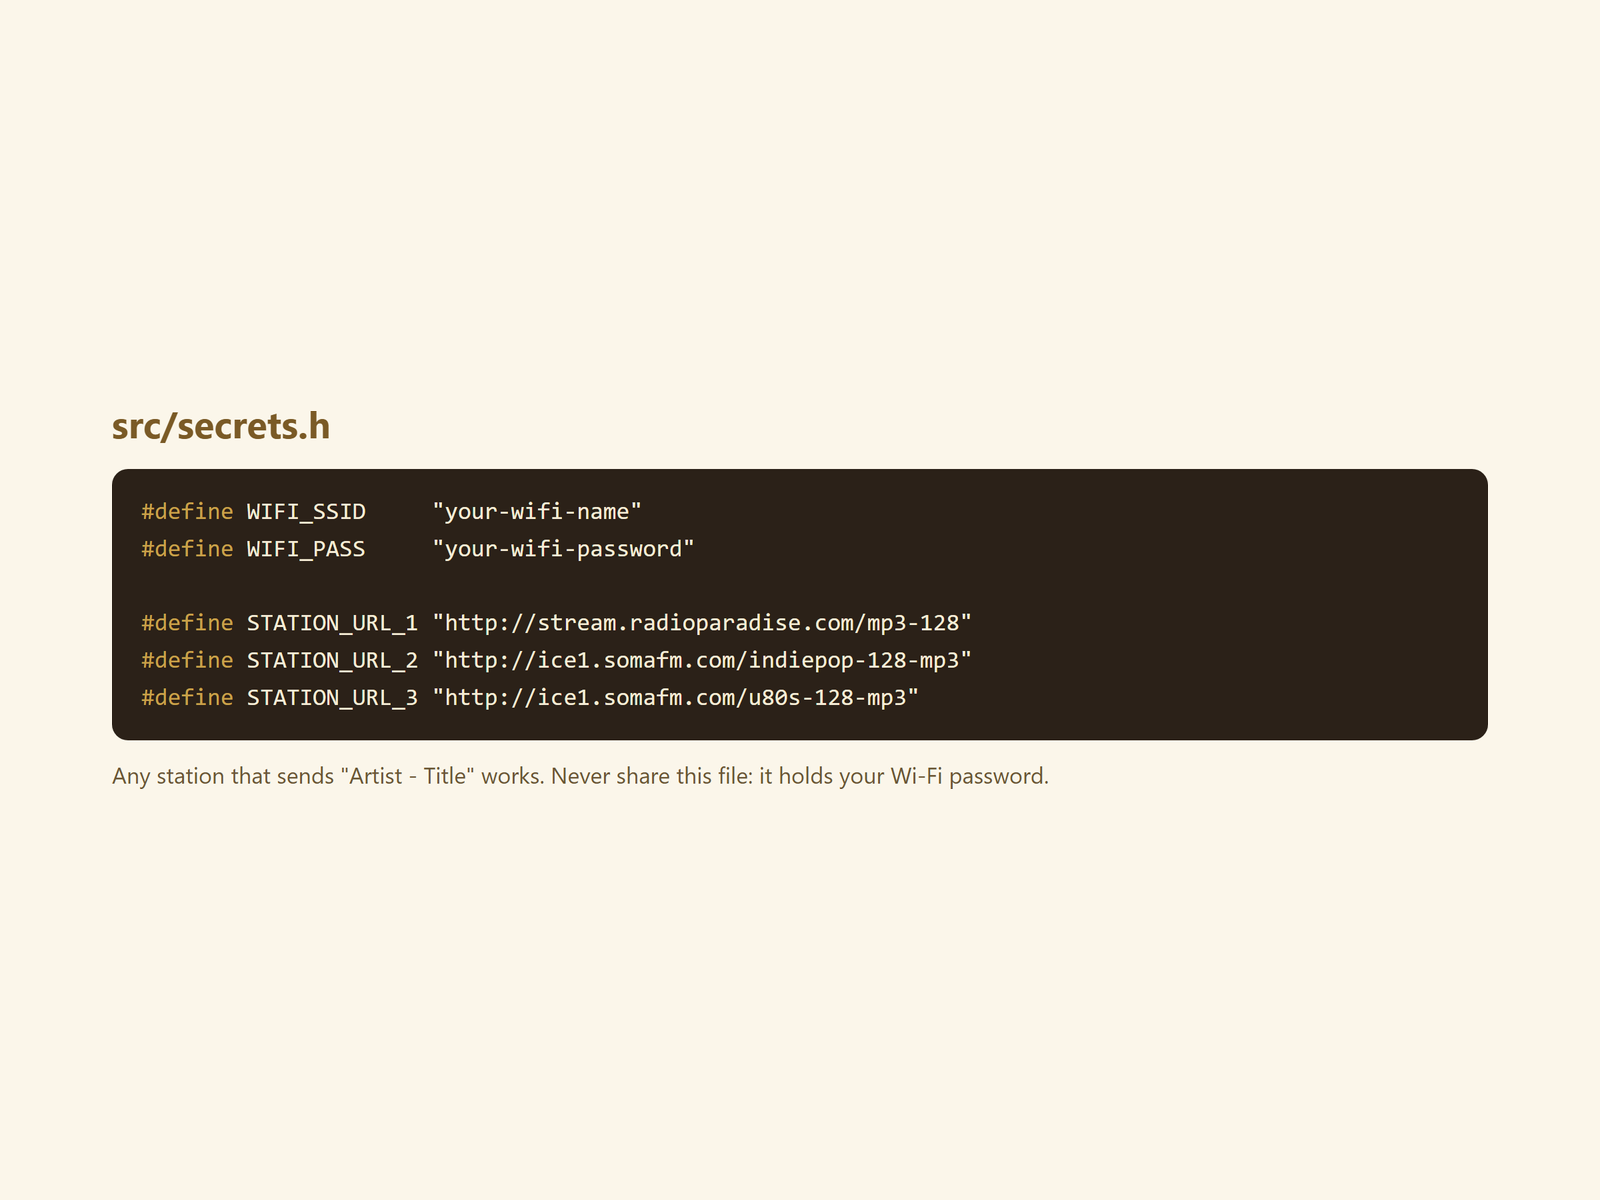 src/secrets.h
#define WIFI_SSID     "your-wifi-name"
#define WIFI_PASS     "your-wifi-password"
#define STATION_URL_1 "http://stream.radioparadise.com/mp3-128"
#define STATION_URL_2 "http://ice1.somafm.com/indiepop-128-mp3"
#define STATION_URL_3 "http://ice1.somafm.com/u80s-128-mp3"
Any station that sends "Artist - Title" works. Never share this file: it holds your Wi-Fi password.